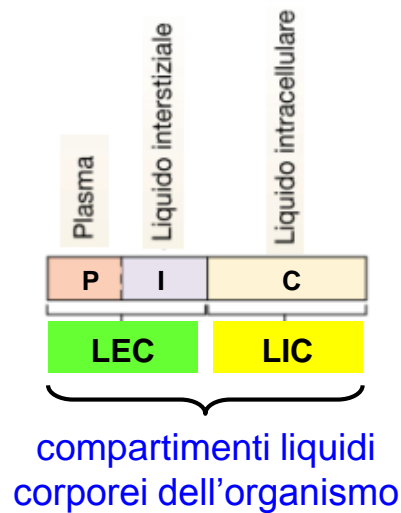 Plasma
Liquido interstiziale
Liquido intracellulare
P I C
LEC LIC
compartimenti liquidi
corporei dell'organismo